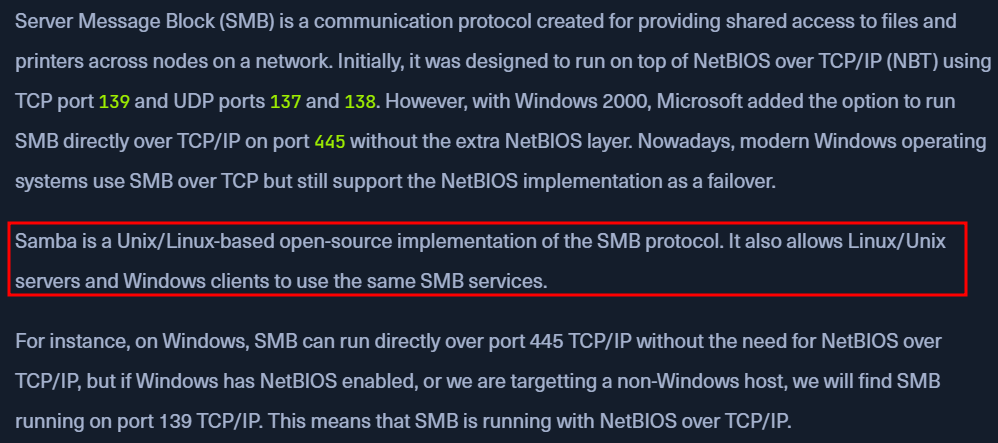 Server Message Block (SMB) is a communication protocol created for providing shared access to files and
printers across nodes on a network. Initially, it was designed to run on top of NetBIOS over TCP/IP (NBT) using
TCP port 139 and UDP ports 137 and 138. However, with Windows 2000, Microsoft added the option to run
SMB directly over TCP/IP on port 445 without the extra NetBIOS layer. Nowadays, modern Windows operating
systems use SMB over TCP but still support the NetBIOS implementation as a failover.
Samba is a Unix/Linux-based open-source implementation of the SMB protocol. It also allows Linux/Unix
servers and Windows clients to use the same SMB services.
For instance, on Windows, SMB can run directly over port 445 TCP/IP without the need for NetBIOS over
TCP/IP, but if Windows has NetBIOS enabled, or we are targetting a non-Windows host, we will find SMB
running on port 139 TCP/IP. This means that SMB is running with NetBIOS over TCP/IP.